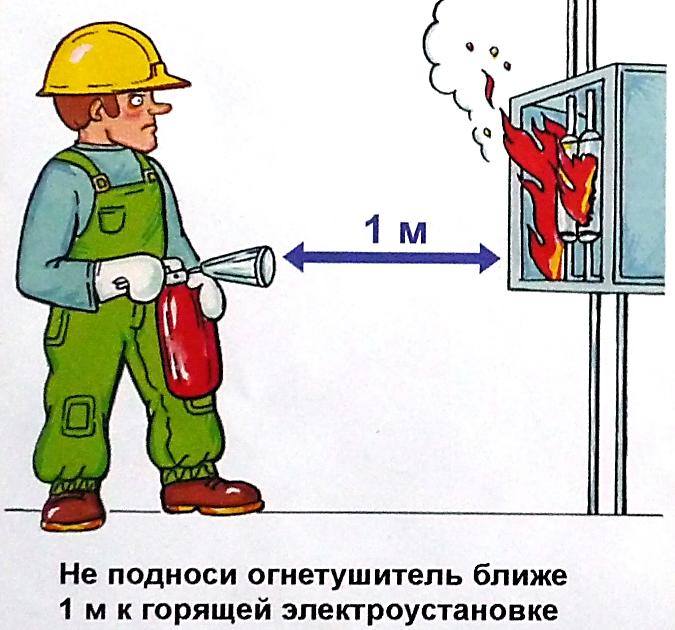 1 м
Не подноси огнетушитель ближе
1 м к горящей электроустановке